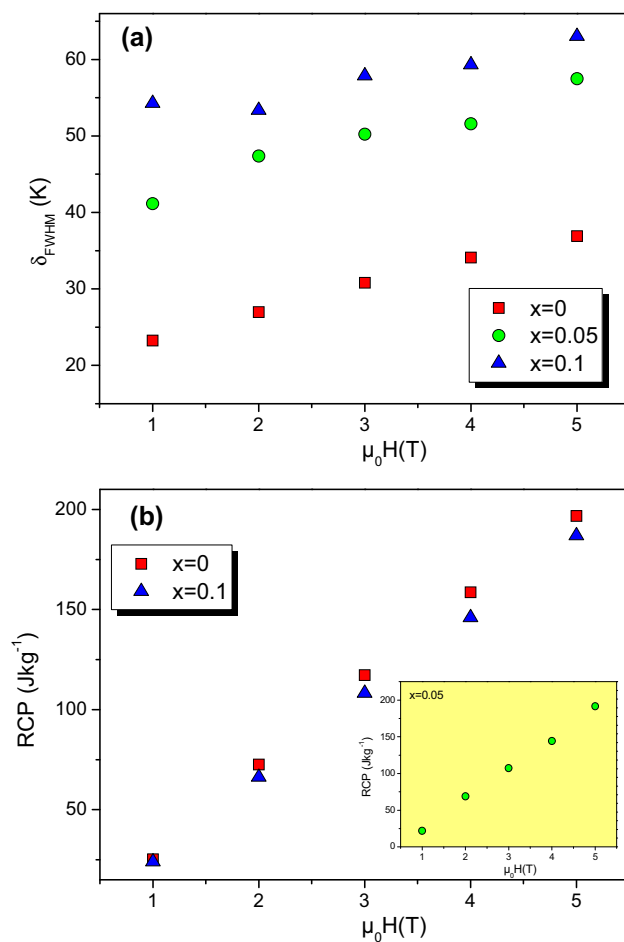 (a)
60
50
40
30
20
δFWHM (K)
x=0
x=0.05
x=0.1
1 2 3 4 5
μ0H(T)
(b)
200
150
100
50
RCP (Jkg-1)
x=0
x=0.1
x=0.05
200
150
100
50
0
RCP (Jkg-1)
1 2 3 4 5
μ0H(T)
1 2 3 4 5
μ0H(T)